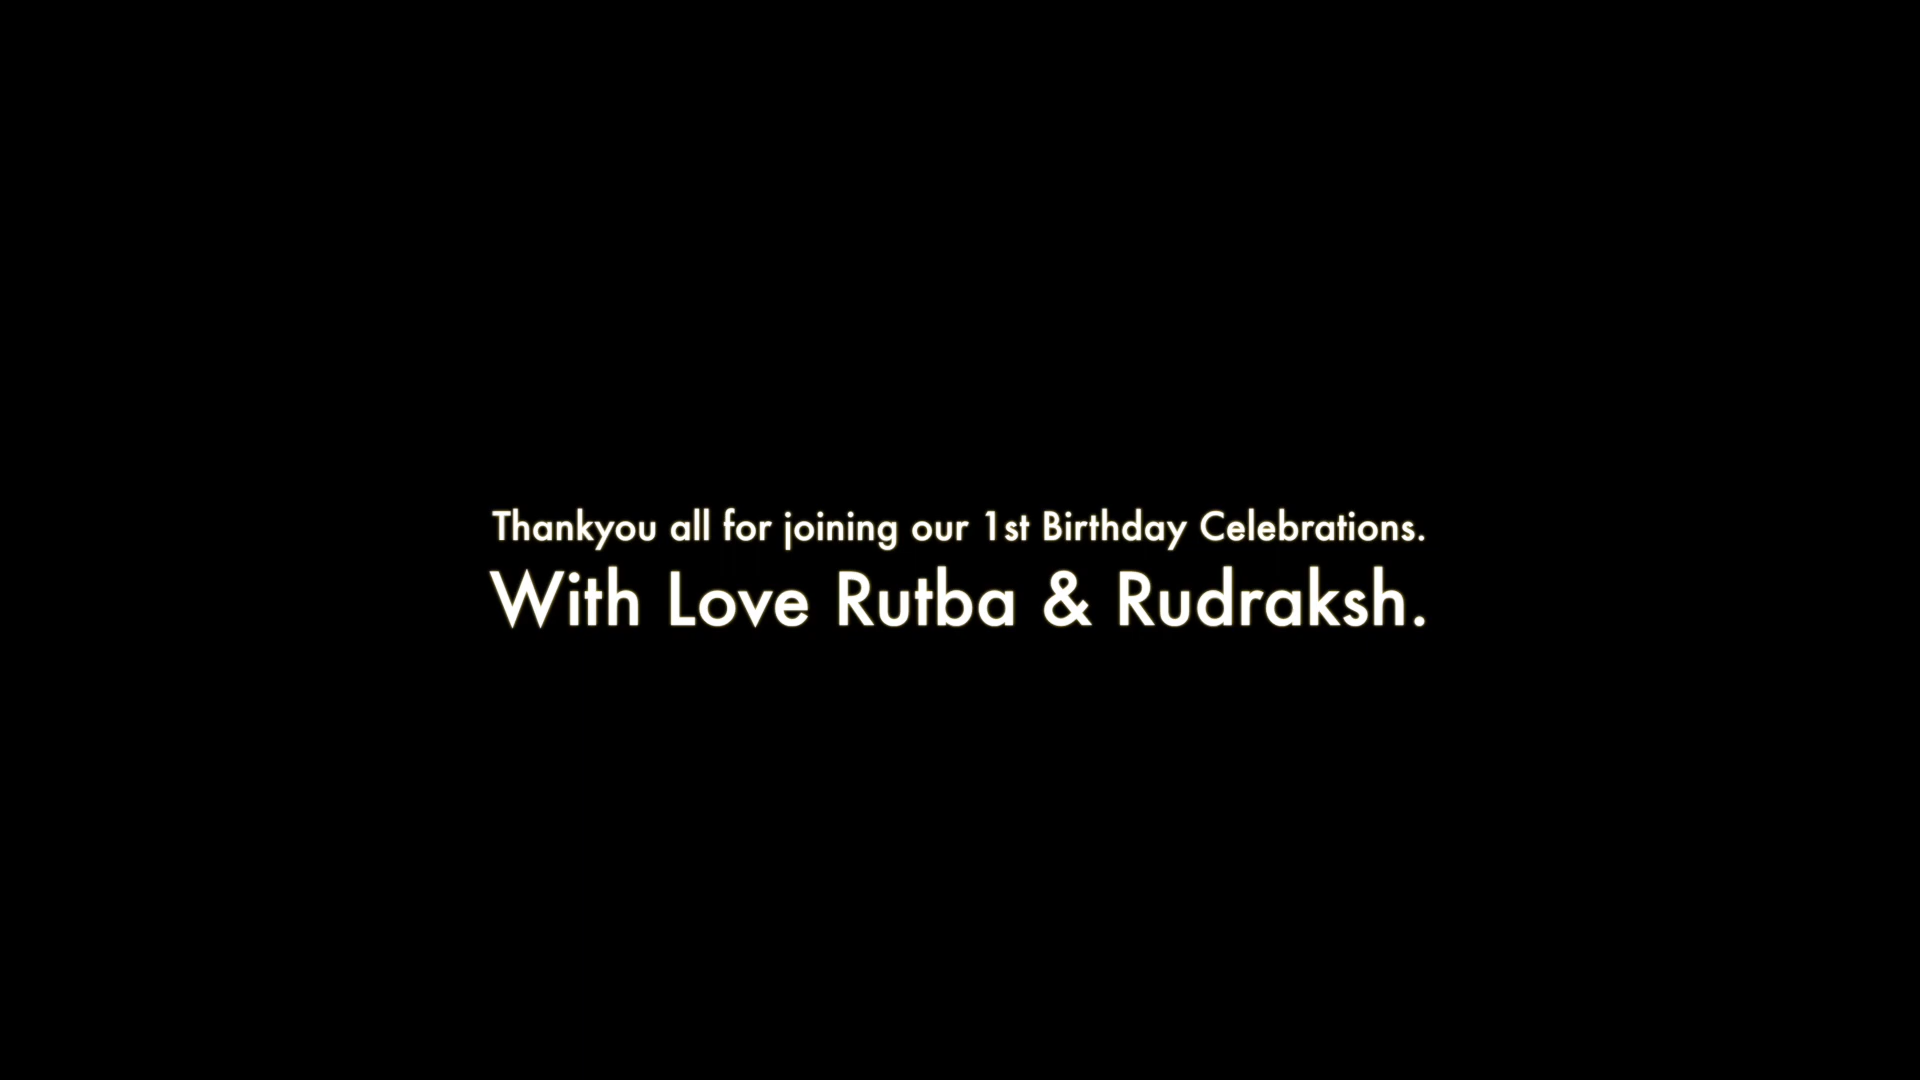 Thankyou all for joining our 1st Birthday Celebrations.
With Love Rutba & Rudraksh.